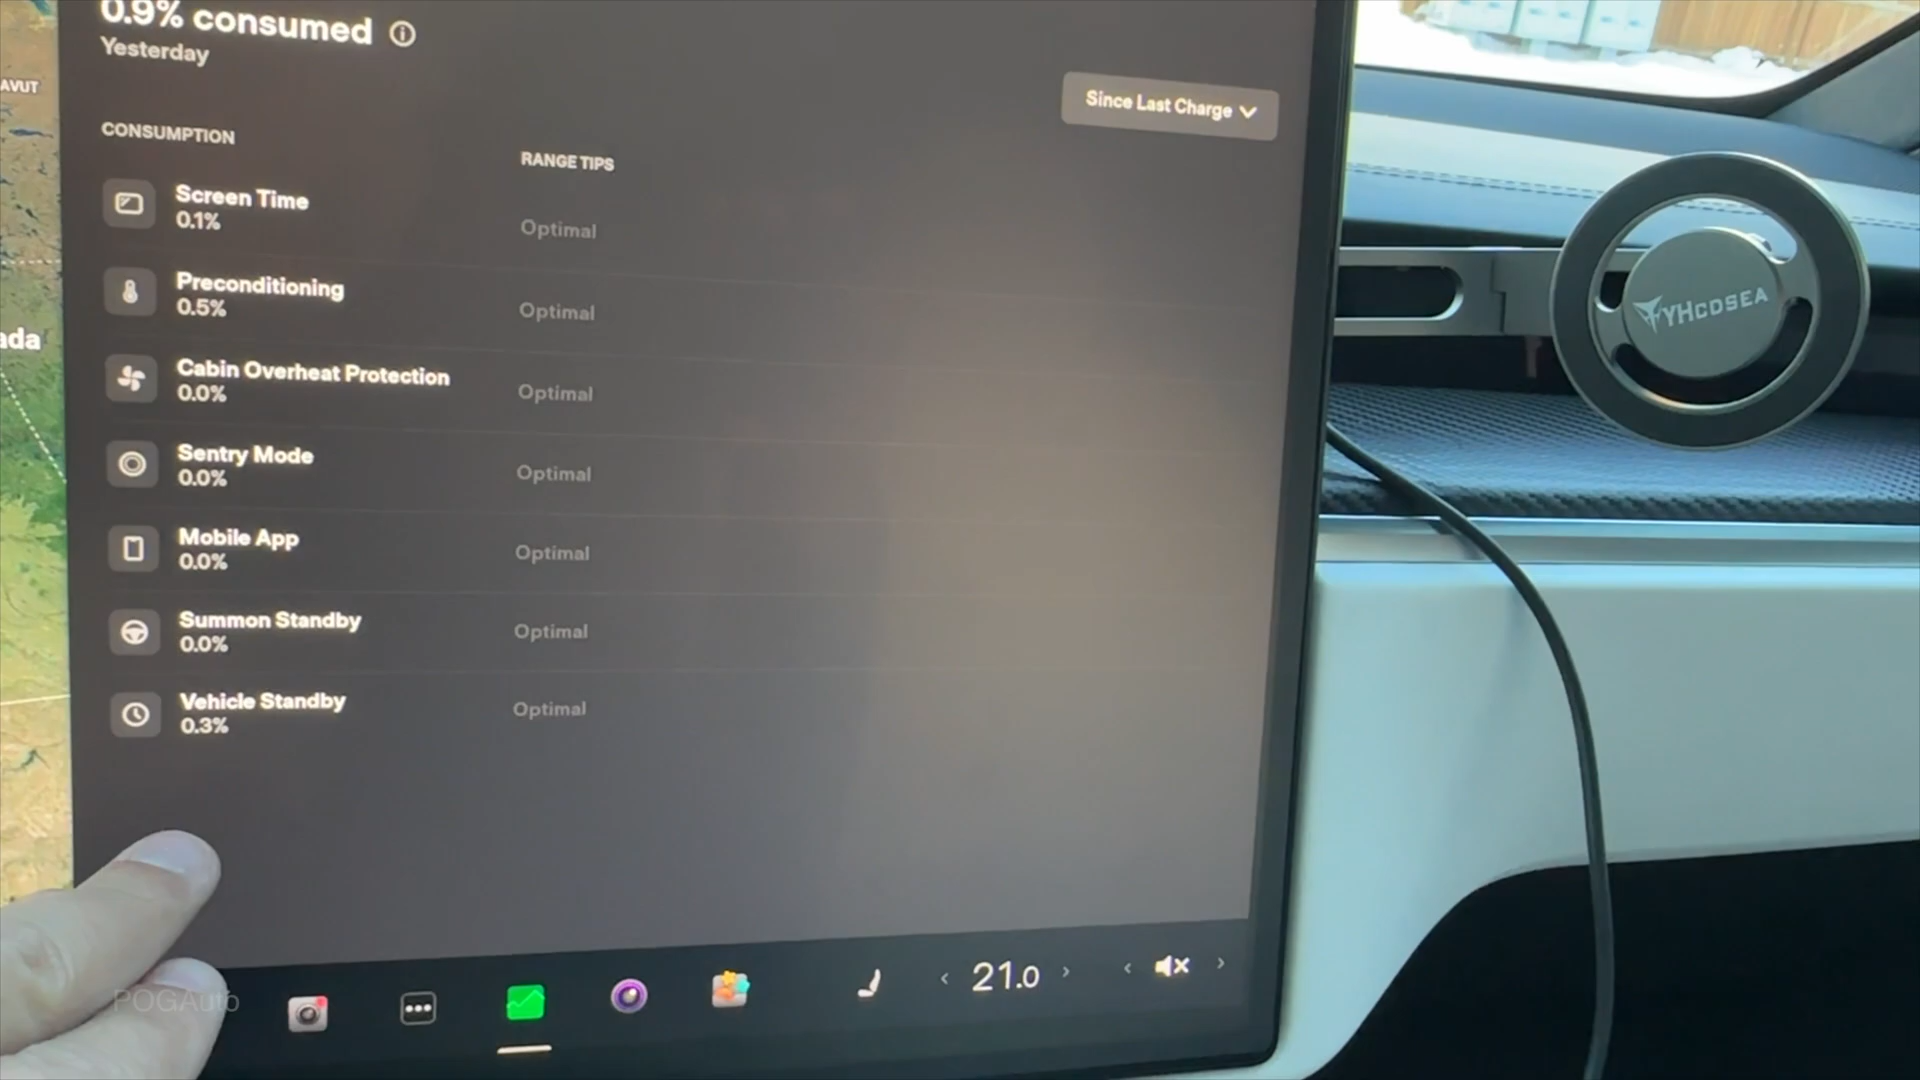 0.9% consumed
Yesterday
Since Last Charge
CONSUMPTION
RANGE TIPS
Screen Time
0.1%
Optimal
Preconditioning
0.5%
Optimal
Cabin Overheat Protection
0.0%
Optimal
Sentry Mode
0.0%
Optimal
Mobile App
0.0%
Optimal
Summon Standby
0.0%
Optimal
Vehicle Standby
0.3%
Optimal
21.0
AVUT
ada
YHCDSEA
POGAuto